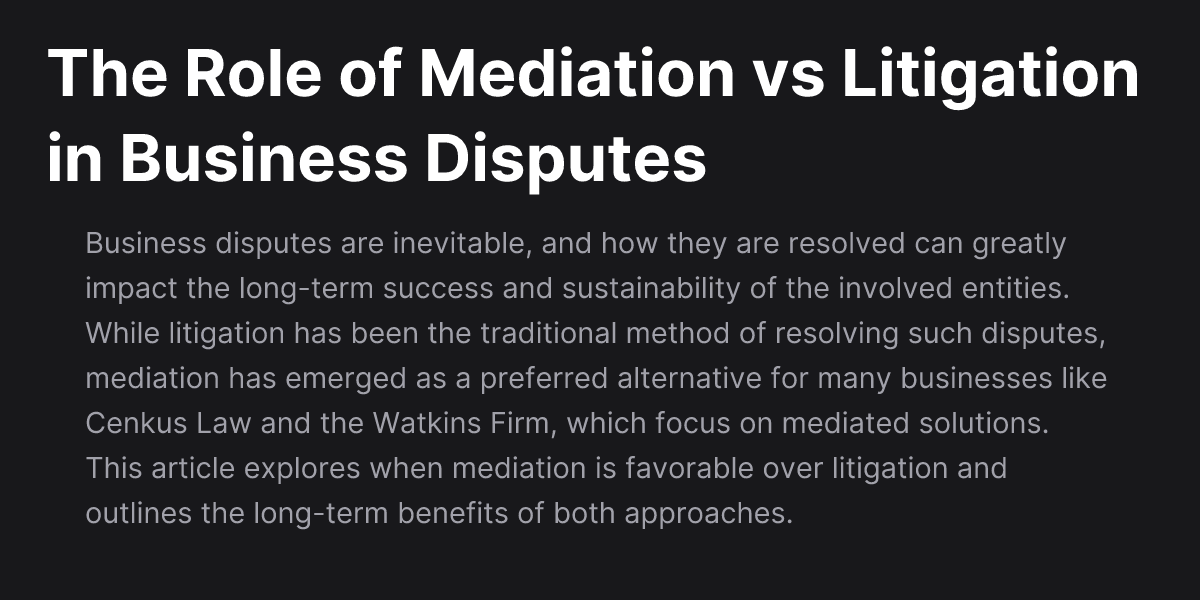 The Role of Mediation vs Litigation
in Business Disputes
Business disputes are inevitable, and how they are resolved can greatly
impact the long-term success and sustainability of the involved entities.
While litigation has been the traditional method of resolving such disputes,
mediation has emerged as a preferred alternative for many businesses like
Cenkus Law and the Watkins Firm, which focus on mediated solutions.
This article explores when mediation is favorable over litigation and
outlines the long-term benefits of both approaches.